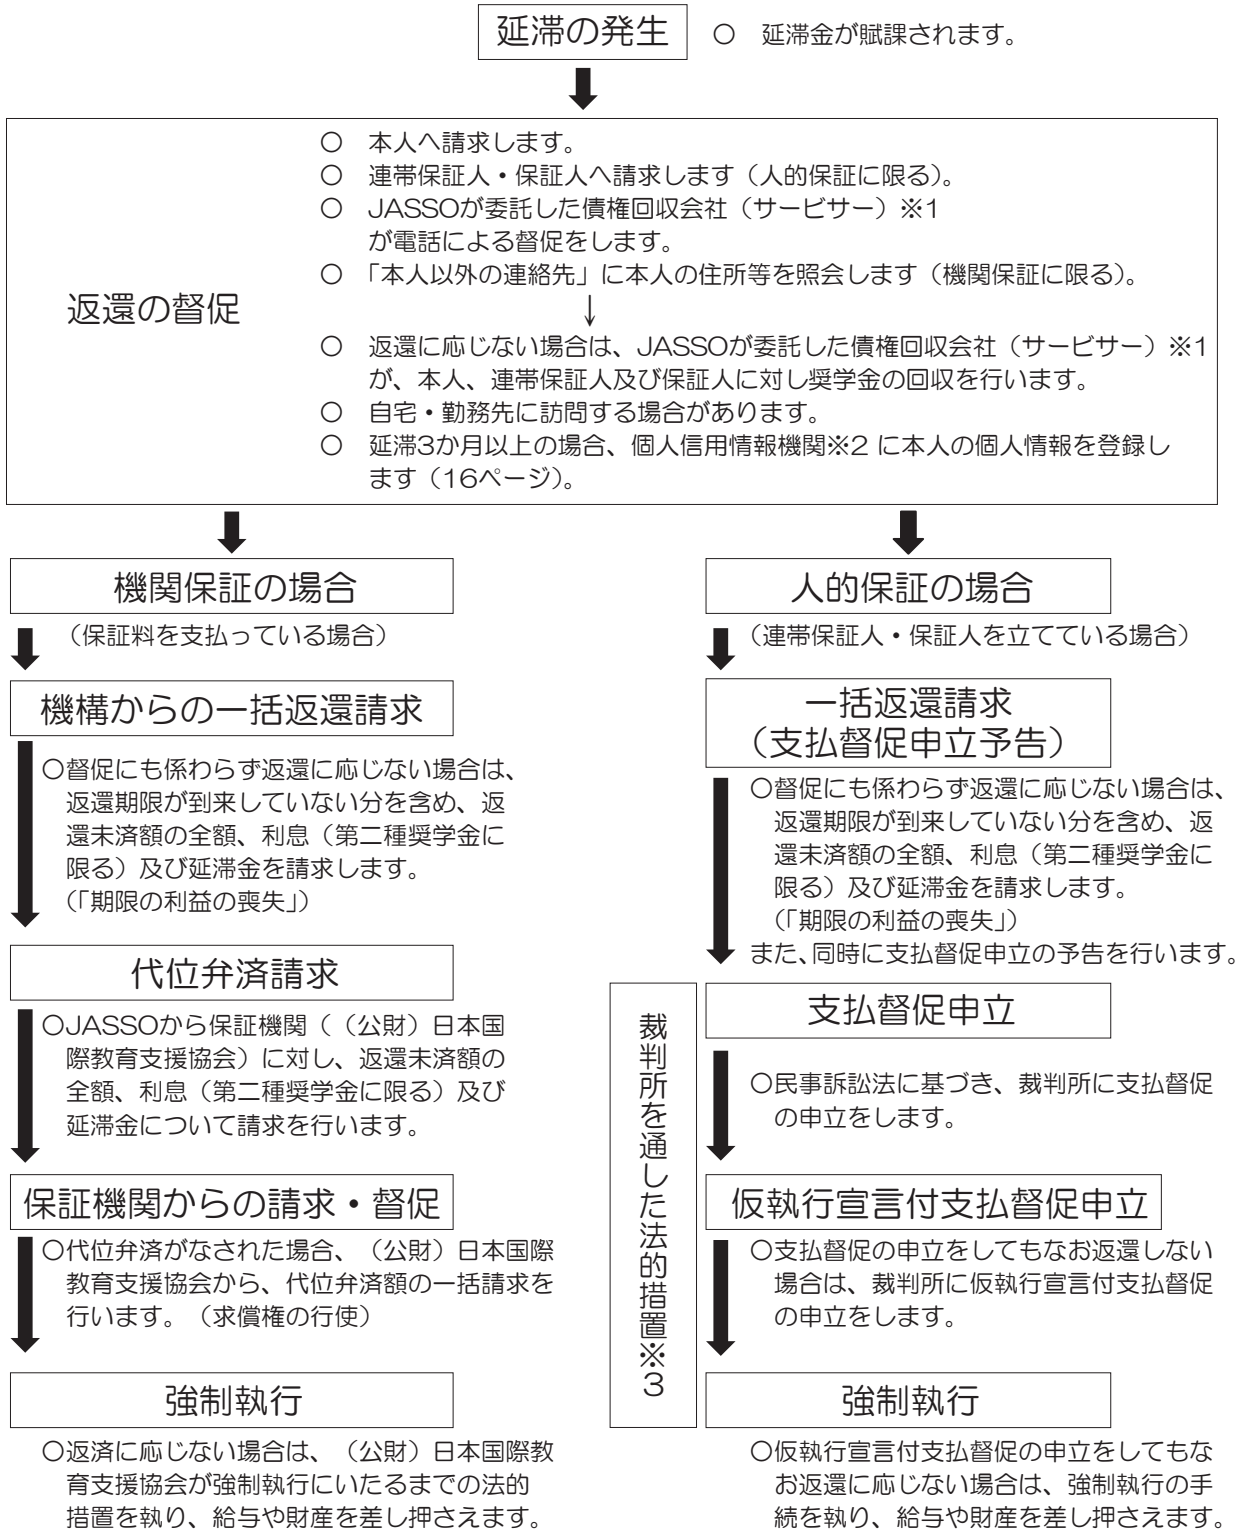 延滞の発生
○ 延滞金が賦課されます。
返還の督促
○ 本人へ請求します。
○ 連帯保証人・保証人へ請求します（人的保証に限る）。
○ JASSOが委託した債権回収会社（サービサー）※1
が電話による督促をします。
○ 「本人以外の連絡先」に本人の住所等を照会します（機関保証に限る）。
↓
○ 返還に応じない場合は、JASSOが委託した債権回収会社（サービサー）※1
が、本人、連帯保証人及び保証人に対し奨学金の回収を行います。
○ 自宅・勤務先に訪問する場合があります。
○ 延滞3か月以上の場合、個人信用情報機関※2 に本人の個人情報を登録し
ます（16ページ）。
機関保証の場合
（保証料を支払っている場合）
機構からの一括返還請求
○督促にも係わらず返還に応じない場合は、
返還期限が到来していない分を含め、返
還未済額の全額、利息（第二種奨学金に
限る）及び延滞金を請求します。
（「期限の利益の喪失」）
代位弁済請求
○JASSOから保証機関（（公財）日本国
際教育支援協会）に対し、返還未済額の
全額、利息（第二種奨学金に限る）及び
延滞金について請求を行います。
保証機関からの請求・督促
○代位弁済がなされた場合、（公財）日本国際
教育支援協会から、代位弁済額の一括請求を
行います。（求償権の行使）
強制執行
○返済に応じない場合は、（公財）日本国際教
育支援協会が強制執行にいたるまでの法的
措置を執り、給与や財産を差し押さえます。
人的保証の場合
（連帯保証人・保証人を立てている場合）
一括返還請求
（支払督促申立予告）
○督促にも係わらず返還に応じない場合は、
返還期限が到来していない分を含め、返
還未済額の全額、利息（第二種奨学金に
限る）及び延滞金を請求します。
（「期限の利益の喪失」）
また、同時に支払督促申立の予告を行います。
裁判所を通した法的措置※3
支払督促申立
○民事訴訟法に基づき、裁判所に支払督促
の申立をします。
仮執行宣言付支払督促申立
○支払督促の申立をしてもなお返還しない
場合は、裁判所に仮執行宣言付支払督促
の申立をします。
強制執行
○仮執行宣言付支払督促の申立をしてもな
お返還に応じない場合は、強制執行の手
続を執り、給与や財産を差し押さえます。